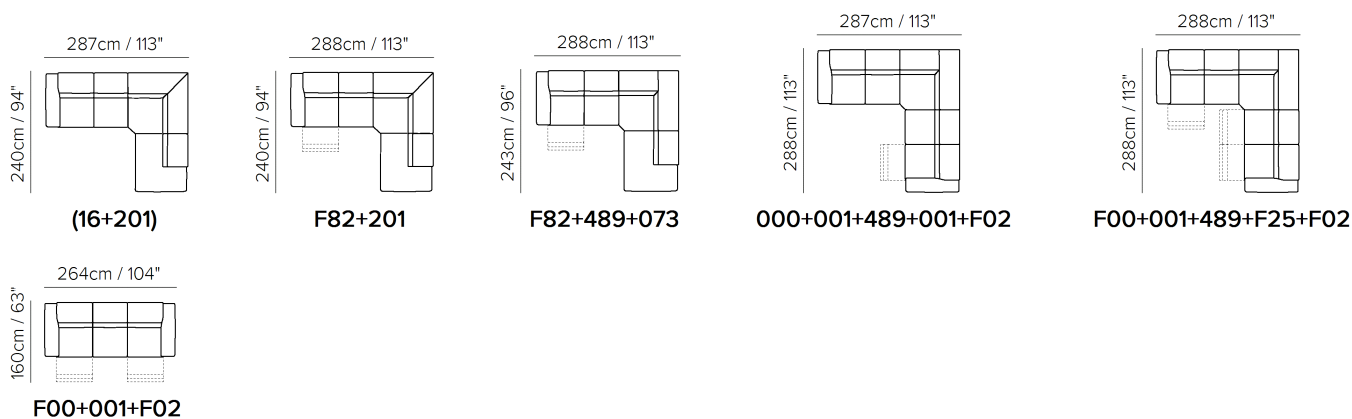 287cm / 113"
240cm / 94"
(16+201)
288cm / 113"
240cm / 94"
F82+201
288cm / 113"
243cm / 96"
F82+489+073
287cm / 113"
288cm / 113"
000+001+489+001+F02
288cm / 113"
288cm / 113"
F00+001+489+F25+F02
264cm / 104"
160cm / 63"
F00+001+F02